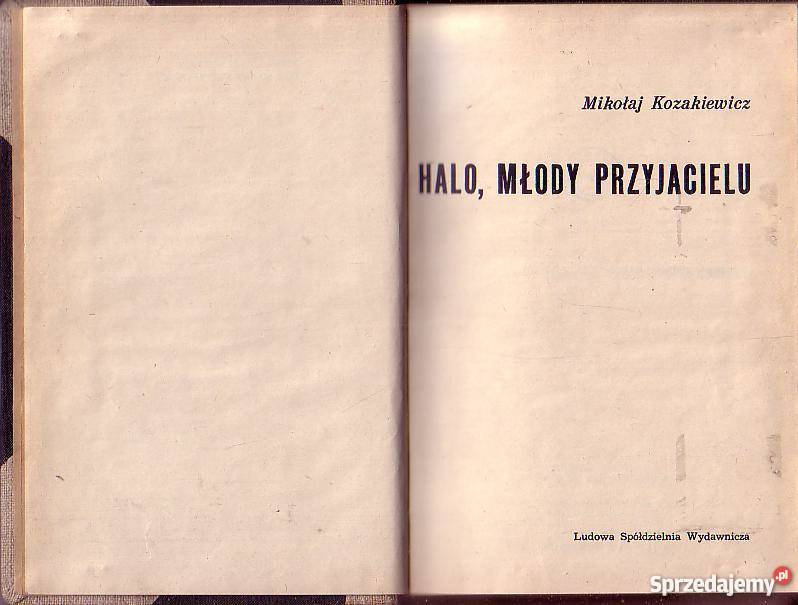 Mikołaj Kozakiewicz
HALO, MŁODY PRZYJACIELU
Ludowa Spółdzielnia Wydawnicza
Sprzedajemy.pl